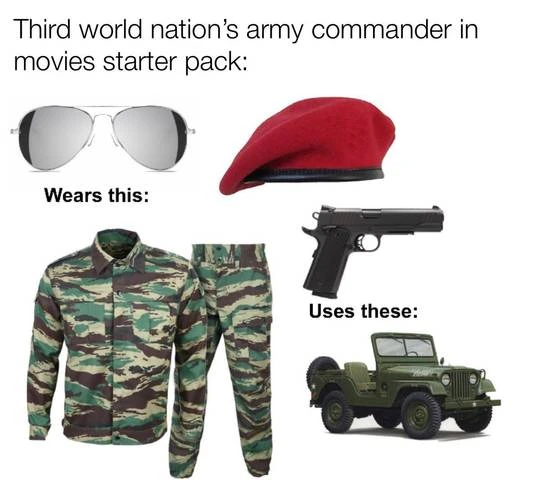 Third world nation’s army commander in
movies starter pack:
Wears this:
Uses these: